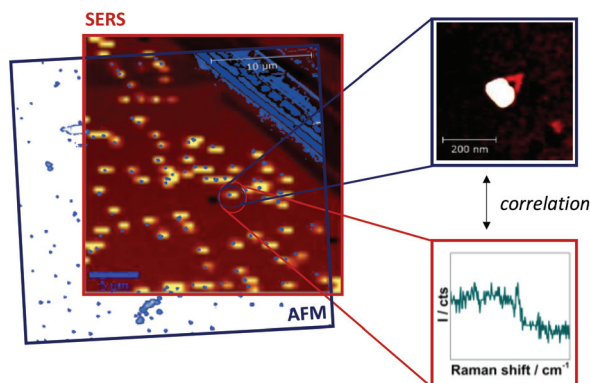 SERS
10 μm
200 nm
correlation
AFM
I / cts
Raman shift / cm⁻¹